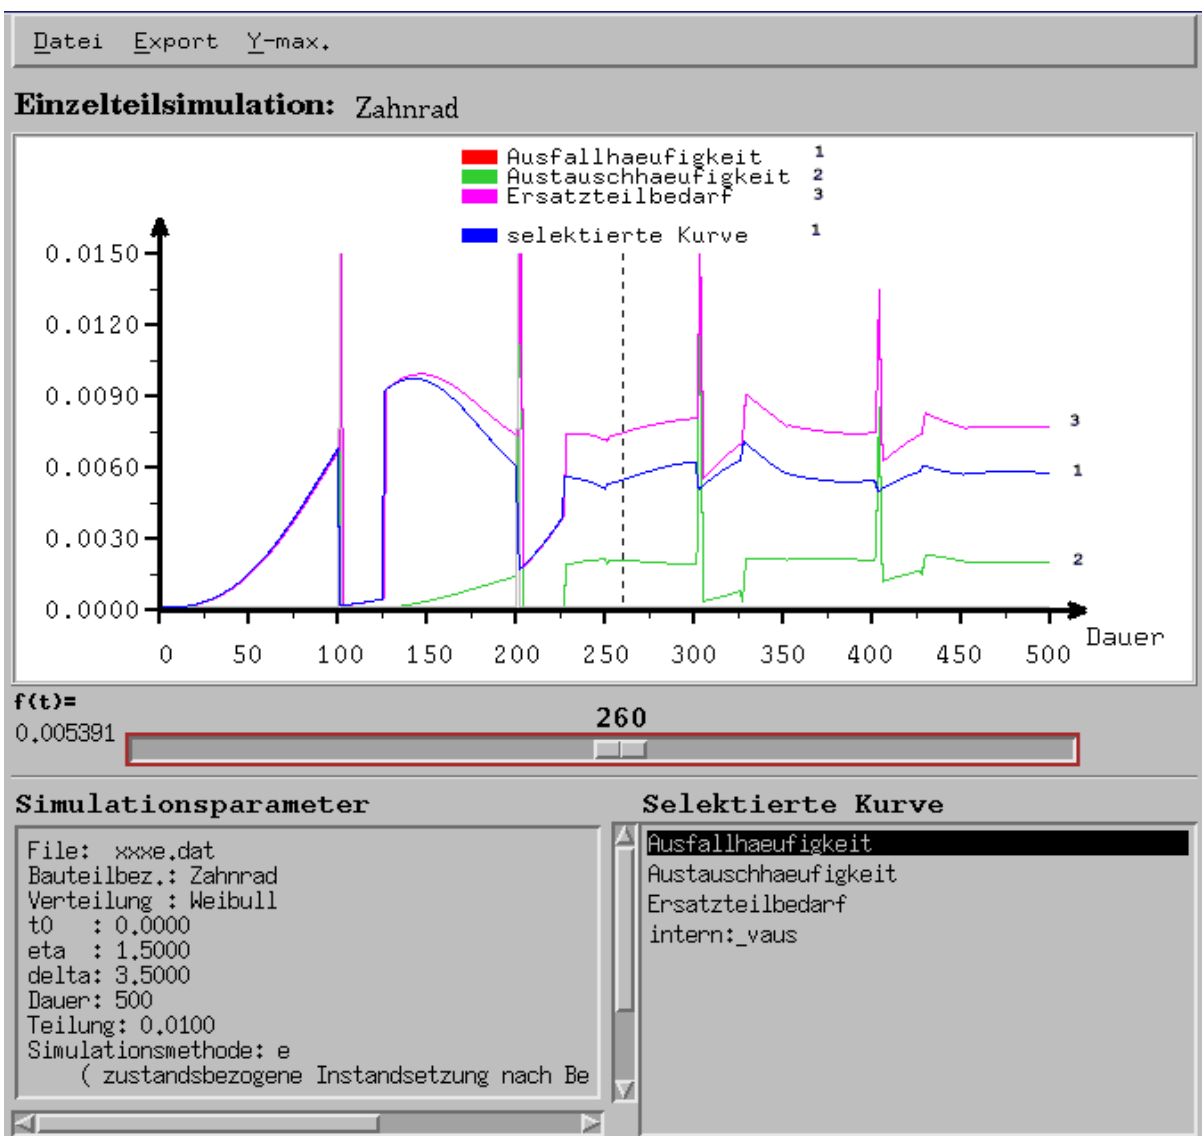 Datei Export Y-max.
Einzelteilsimulation: Zahnrad
Ausfallhaeufigkeit 1
Austauschhaeufigkeit 2
Ersatzteilbedarf 3
selektierte Kurve 1
0.0150
0.0120
0.0090
0.0060
0.0030
0.0000
3
1
2
0 50 100 150 200 250 300 350 400 450 500 Dauer
f(t)=
0.005391
260
Simulationsparameter
File: xxxe.dat
Bauteilbez.: Zahnrad
Verteilung : Weibull
t0 : 0.0000
eta : 1.5000
delta: 3.5000
Dauer: 500
Teilung: 0.0100
Simulationsmethode: e
( zustandsbezogene Instandsetzung nach Be
Selektierte Kurve
Ausfallhaeufigkeit
Austauschhaeufigkeit
Ersatzteilbedarf
intern:_vaus